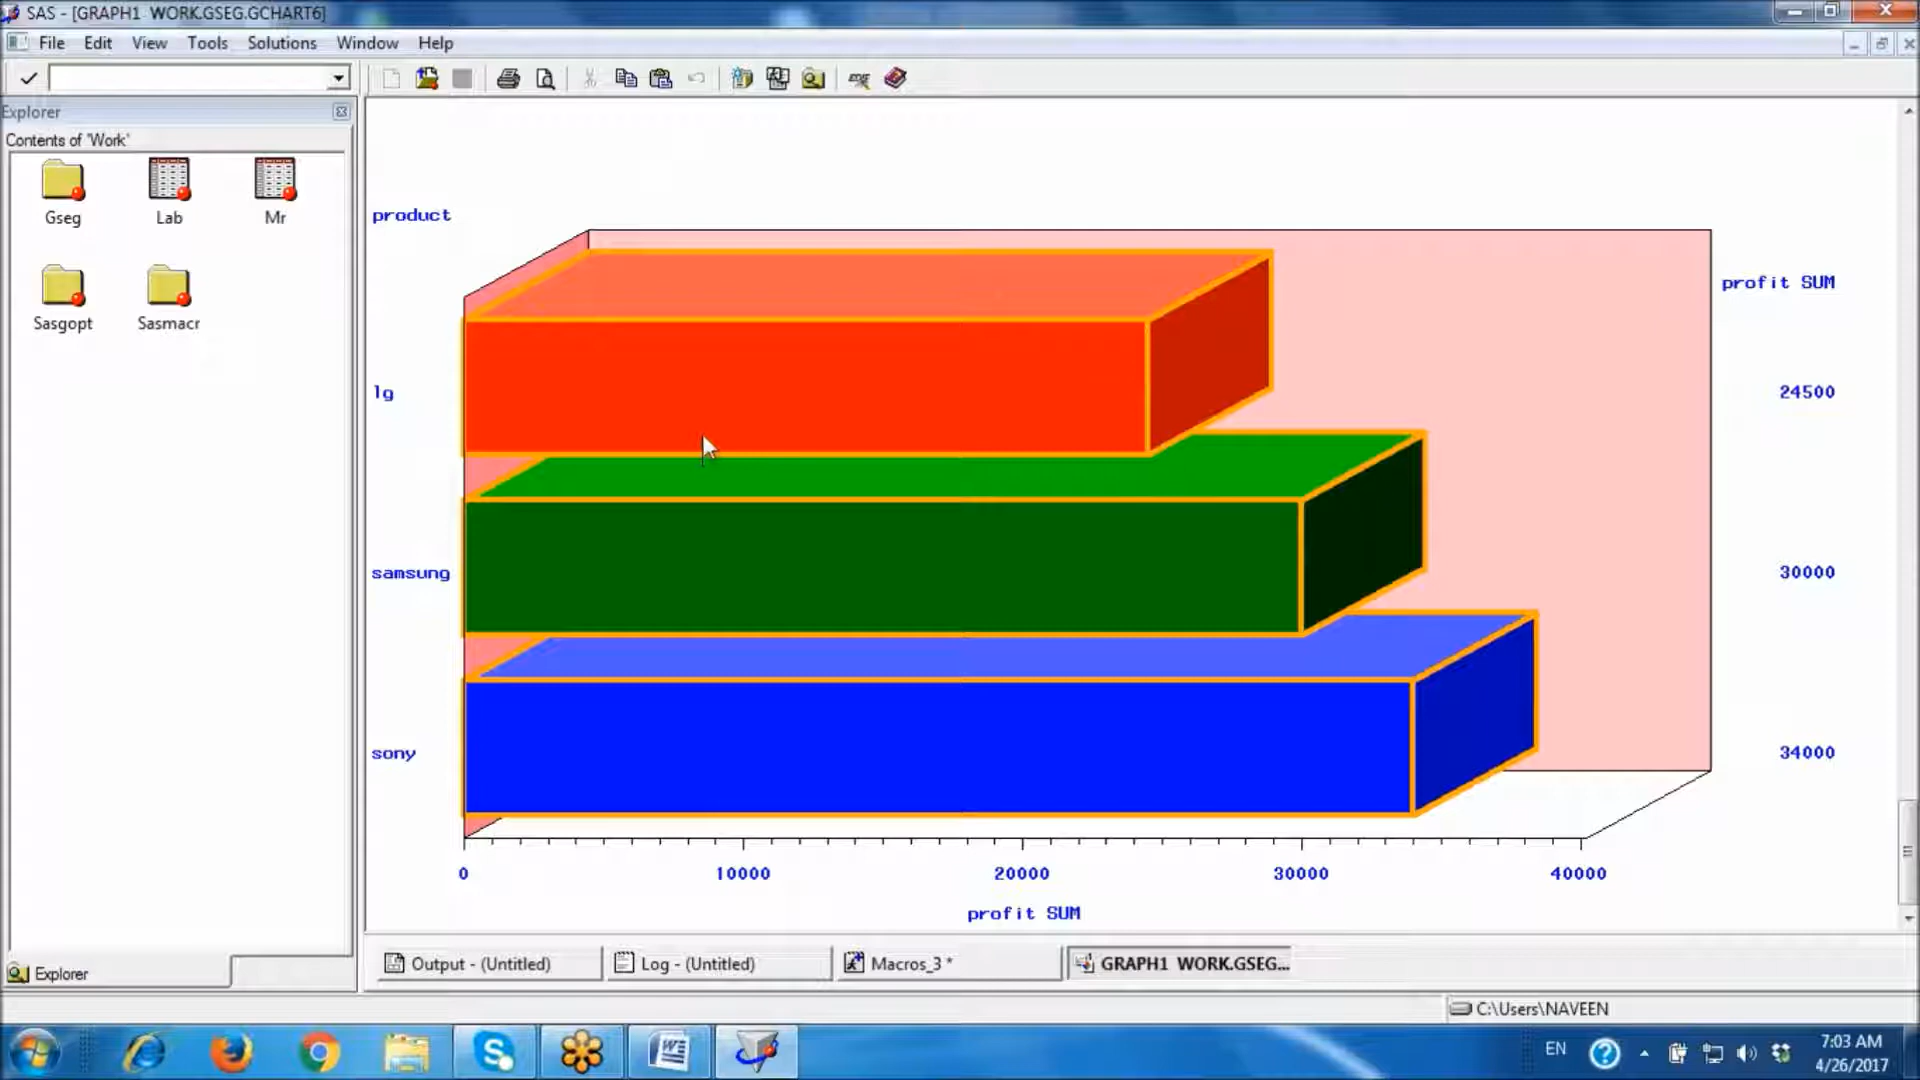 SAS - [GRAPH1 WORK.GSEG.GCHART6]
File Edit View Tools Solutions Window Help
Explorer
Contents of 'Work'
Gseg Lab Mr
Sasgopt Sasmacr
product
profit SUM
lg 24500
samsung 30000
sony 34000
0 10000 20000 30000 40000
profit SUM
Explorer
Output - (Untitled) Log - (Untitled) Macros_3 * GRAPH1 WORK.GSEG...
C:\Users\NAVEEN
EN
7:03 AM
4/26/2017